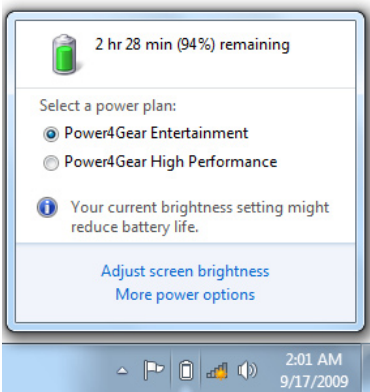 2 hr 28 min (94%) remaining
Select a power plan:
Power4Gear Entertainment
Power4Gear High Performance
Your current brightness setting might
reduce battery life.
Adjust screen brightness
More power options
2:01 AM
9/17/2009